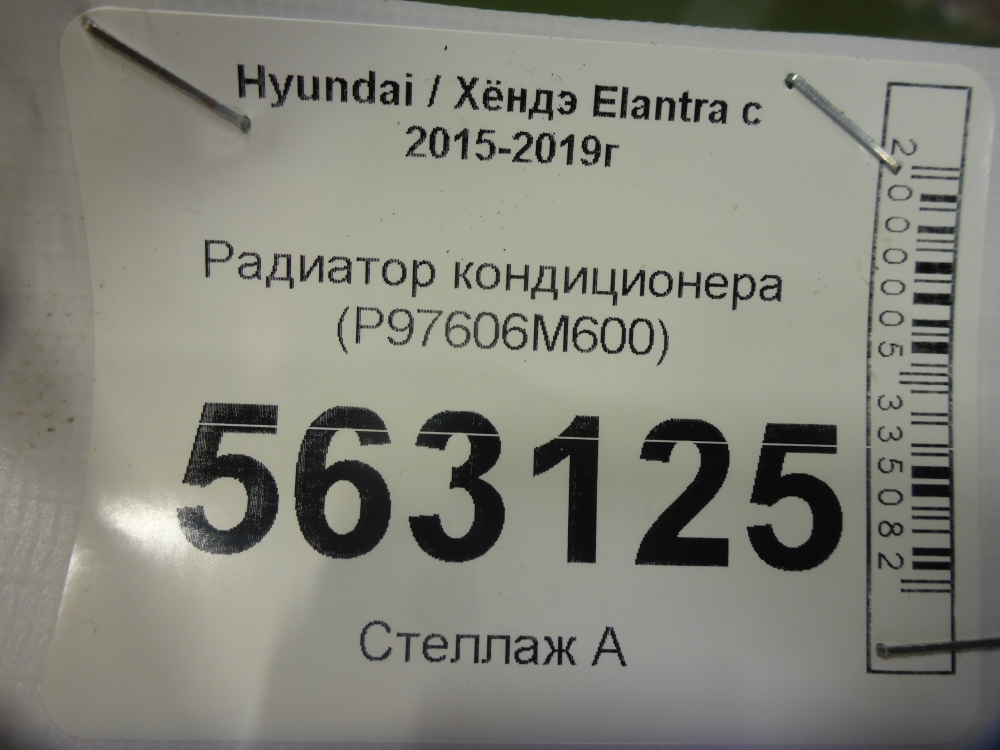 Hyundai / Хёндэ Elantra с
2015-2019г
Радиатор кондиционера
(P97606M600)
563125
Стеллаж А
2000005335082